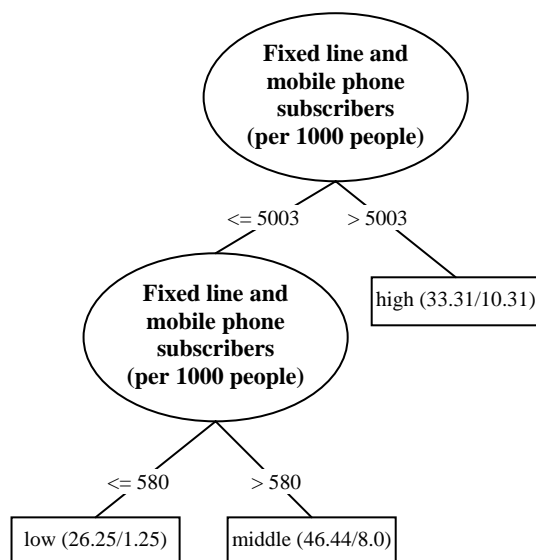 Fixed line and
mobile phone
subscribers
(per 1000 people)
<= 5003
> 5003
Fixed line and
mobile phone
subscribers
(per 1000 people)
high (33.31/10.31)
<= 580
> 580
low (26.25/1.25)
middle (46.44/8.0)